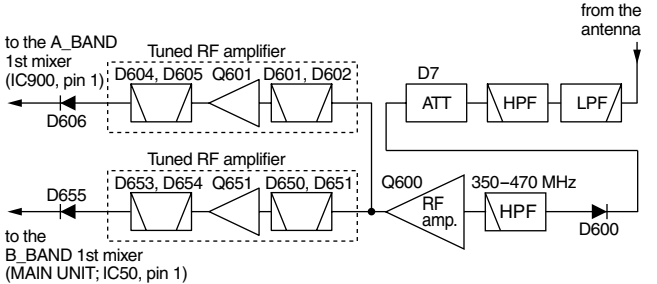 from the
antenna
to the A_BAND
1st mixer
(IC900, pin 1)
Tuned RF amplifier
D604, D605
Q601
D601, D602
D606
D7
ATT
HPF
LPF
Tuned RF amplifier
D655
D653, D654
Q651
D650, D651
Q600
RF
amp.
350–470 MHz
HPF
D600
to the
B_BAND 1st mixer
(MAIN UNIT; IC50, pin 1)